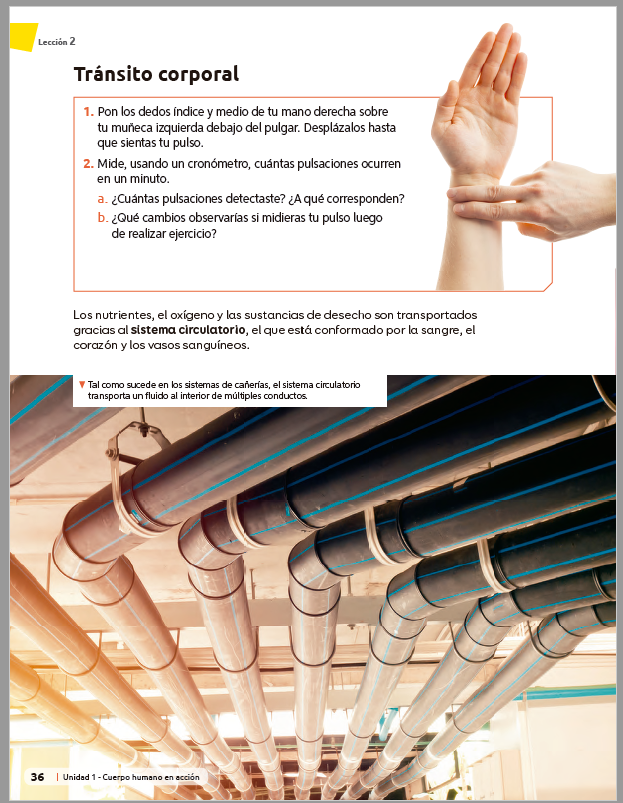 Lección 2
Tránsito corporal
1. Pon los dedos índice y medio de tu mano derecha sobre
tu muñeca izquierda debajo del pulgar. Desplázalos hasta
que sientas tu pulso.
2. Mide, usando un cronómetro, cuántas pulsaciones ocurren
en un minuto.
a. ¿Cuántas pulsaciones detectaste? ¿A qué corresponden?
b. ¿Qué cambios observarías si midieras tu pulso luego
de realizar ejercicio?
Los nutrientes, el oxígeno y las sustancias de desecho son transportados
gracias al sistema circulatorio, el que está conformado por la sangre, el
corazón y los vasos sanguíneos.
▼ Tal como sucede en los sistemas de cañerías, el sistema circulatorio
transporta un fluido al interior de múltiples conductos.
36 | Unidad 1 - Cuerpo humano en acción